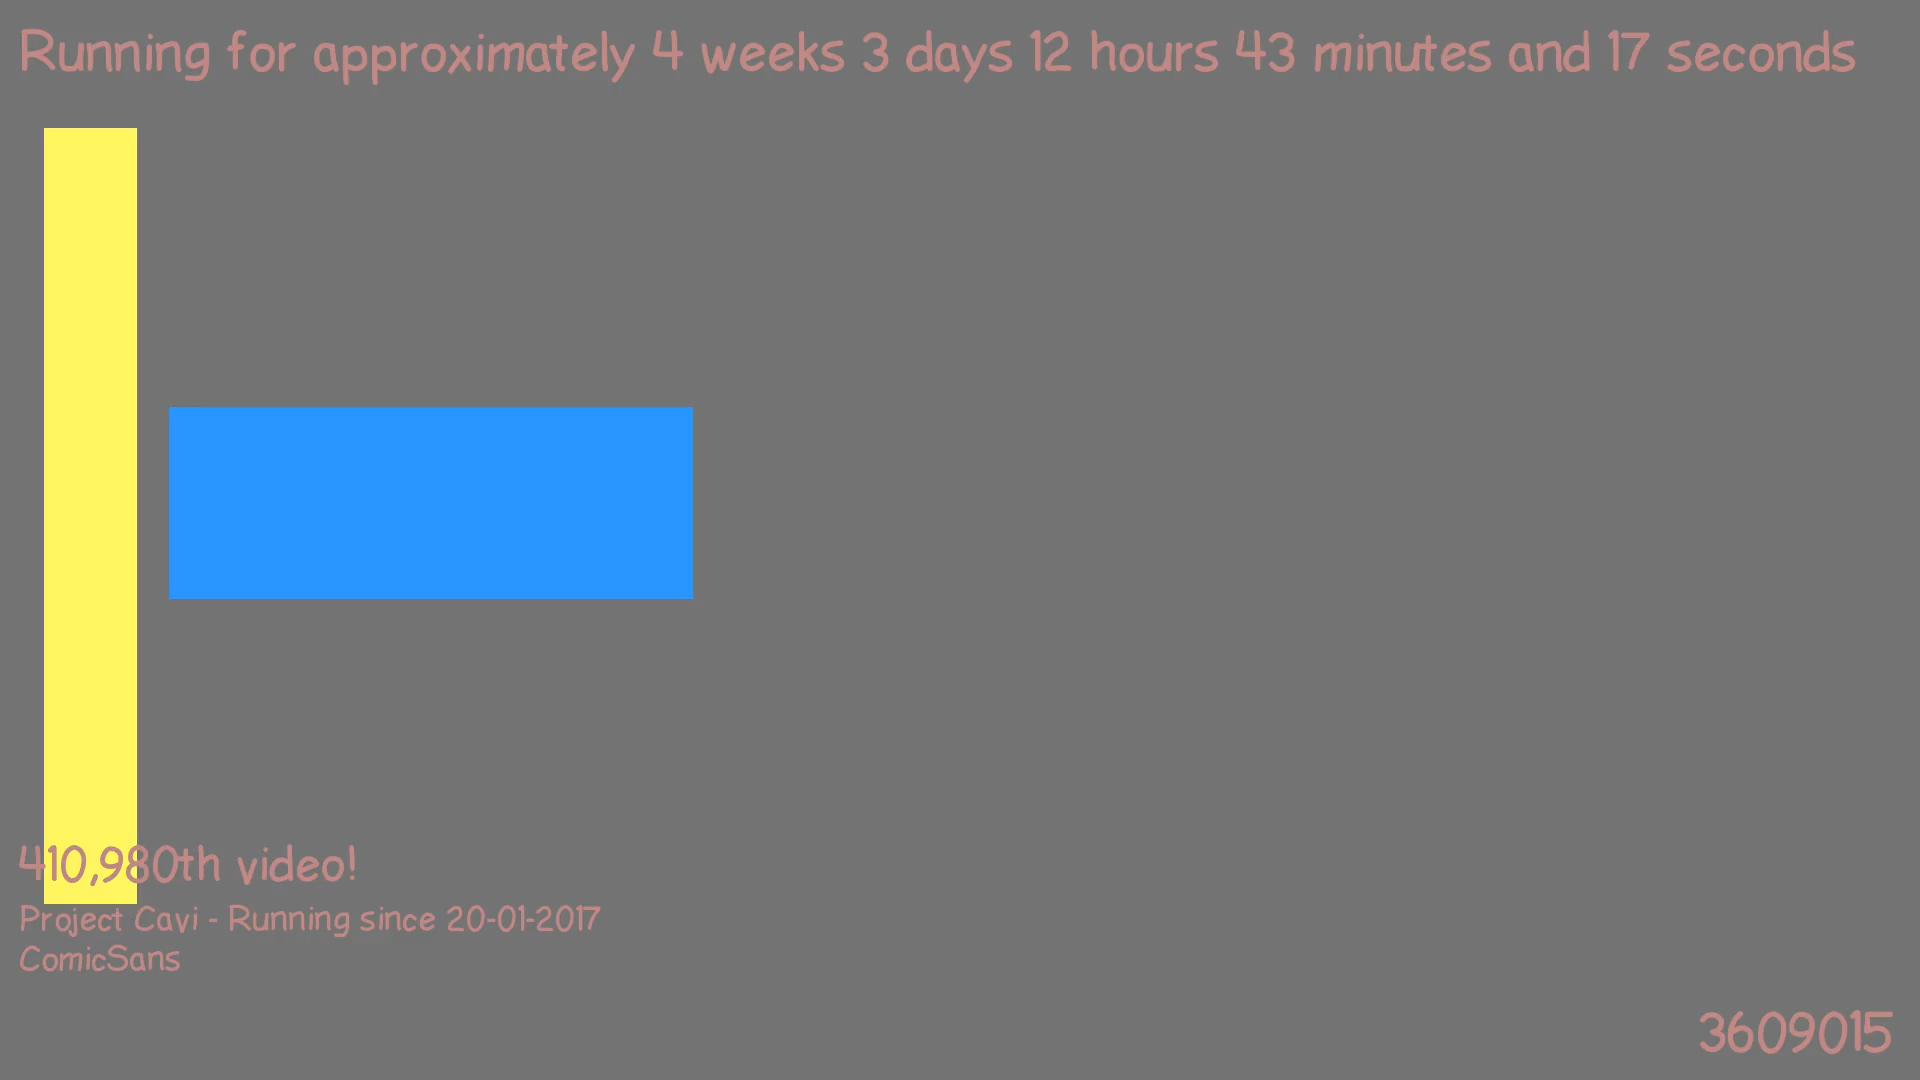 Running for approximately 4 weeks 3 days 12 hours 43 minutes and 17 seconds
410,980th video!
Project Cavi - Running since 20-01-2017
ComicSans
3609015